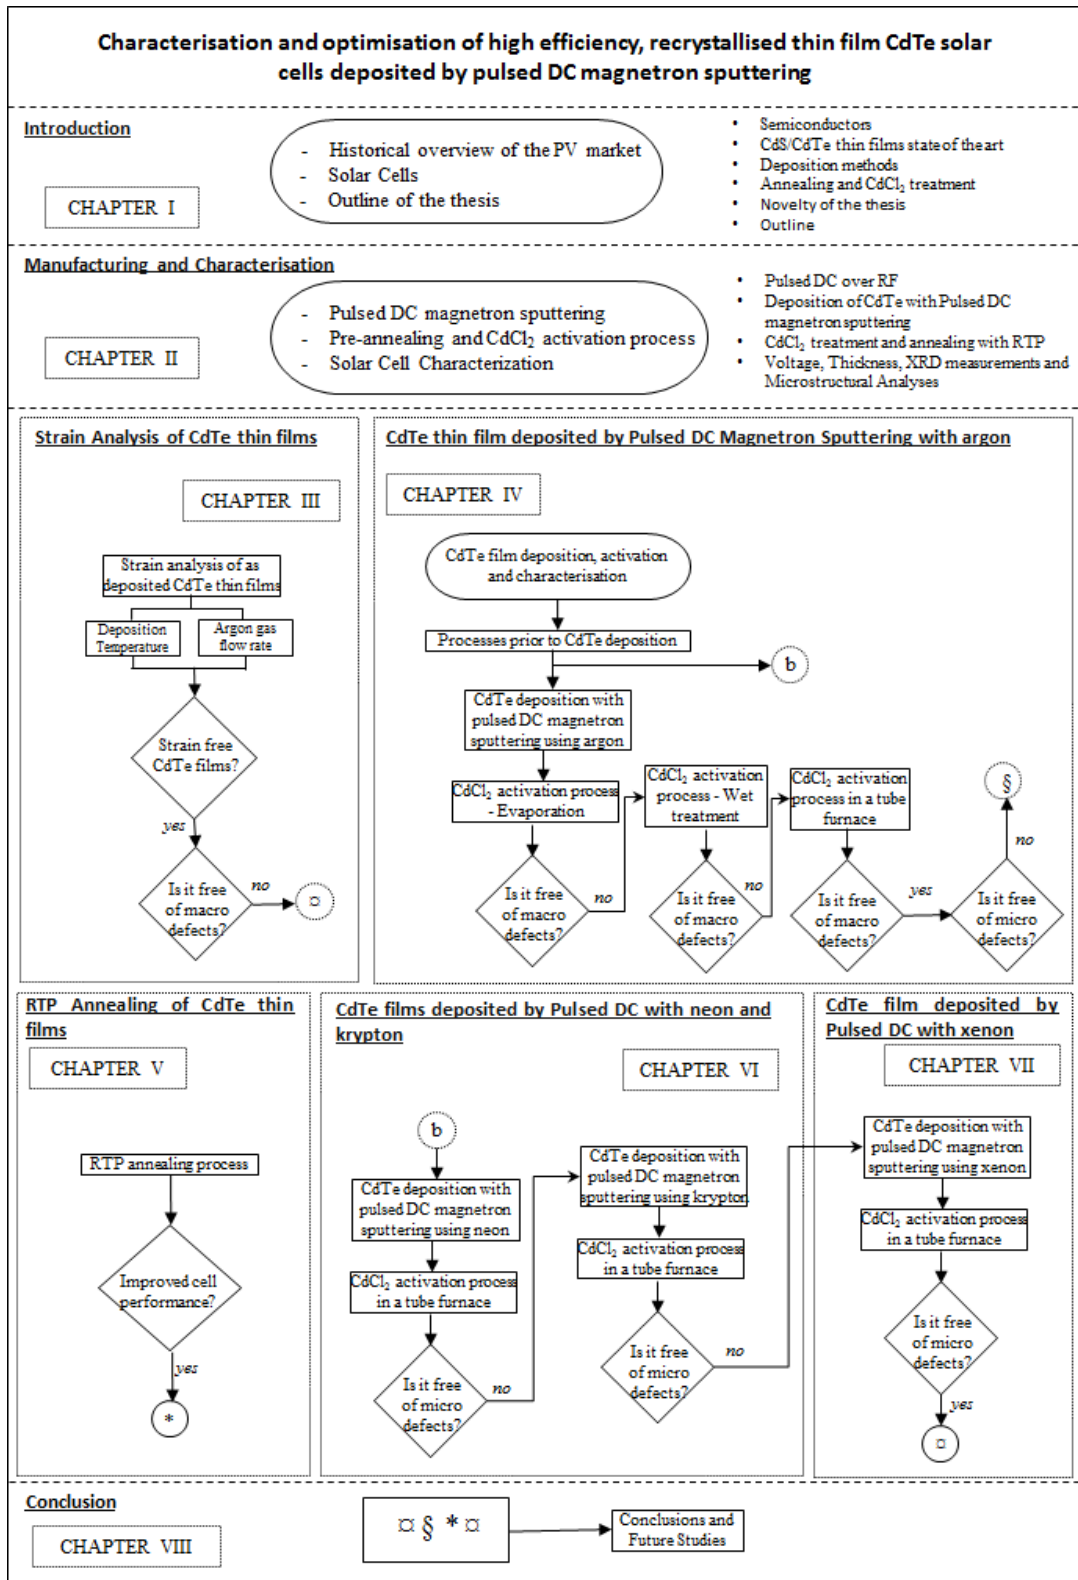 Characterisation and optimisation of high efficiency, recrystallised thin film CdTe solar
cells deposited by pulsed DC magnetron sputtering
Introduction
CHAPTER I
- Historical overview of the PV market
- Solar Cells
- Outline of the thesis
• Semiconductors
• CdS/CdTe thin films state of the art
• Deposition methods
• Annealing and CdCl₂ treatment
• Novelty of the thesis
• Outline
Manufacturing and Characterisation
CHAPTER II
- Pulsed DC magnetron sputtering
- Pre-annealing and CdCl₂ activation process
- Solar Cell Characterization
• Pulsed DC over RF
• Deposition of CdTe with Pulsed DC
magnetron sputtering
• CdCl₂ treatment and annealing with RTP
• Voltage, Thickness, XRD measurements and
Microstructural Analyses
Strain Analysis of CdTe thin films
CHAPTER III
Strain analysis of as
deposited CdTe thin films
Deposition
Temperature
Argon gas
flow rate
Strain free
CdTe films?
yes
Is it free
of macro
defects?
no
¤
CdTe thin film deposited by Pulsed DC Magnetron Sputtering with argon
CHAPTER IV
CdTe film deposition, activation
and characterisation
Processes prior to CdTe deposition
b
CdTe deposition with
pulsed DC magnetron
sputtering using argon
CdCl₂ activation process
- Evaporation
Is it free
of macro
defects?
no
CdCl₂ activation
process - Wet
treatment
Is it free
of macro
defects?
no
CdCl₂ activation
process in a tube
furnace
Is it free
of macro
defects?
yes
Is it free
of micro
defects?
no
§
RTP Annealing of CdTe thin
films
CHAPTER V
RTP annealing process
Improved cell
performance?
yes
*
CdTe films deposited by Pulsed DC with neon and
krypton
CHAPTER VI
b
CdTe deposition with
pulsed DC magnetron
sputtering using neon
CdCl₂ activation process
in a tube furnace
Is it free
of micro
defects?
no
CdTe deposition with
pulsed DC magnetron
sputtering using krypton
CdCl₂ activation process
in a tube furnace
Is it free
of micro
defects?
no
CdTe film deposited by
Pulsed DC with xenon
CHAPTER VII
CdTe deposition with
pulsed DC magnetron
sputtering using xenon
CdCl₂ activation process
in a tube furnace
Is it free
of micro
defects?
yes
¤
Conclusion
CHAPTER VIII
¤ § * ¤
Conclusions and
Future Studies